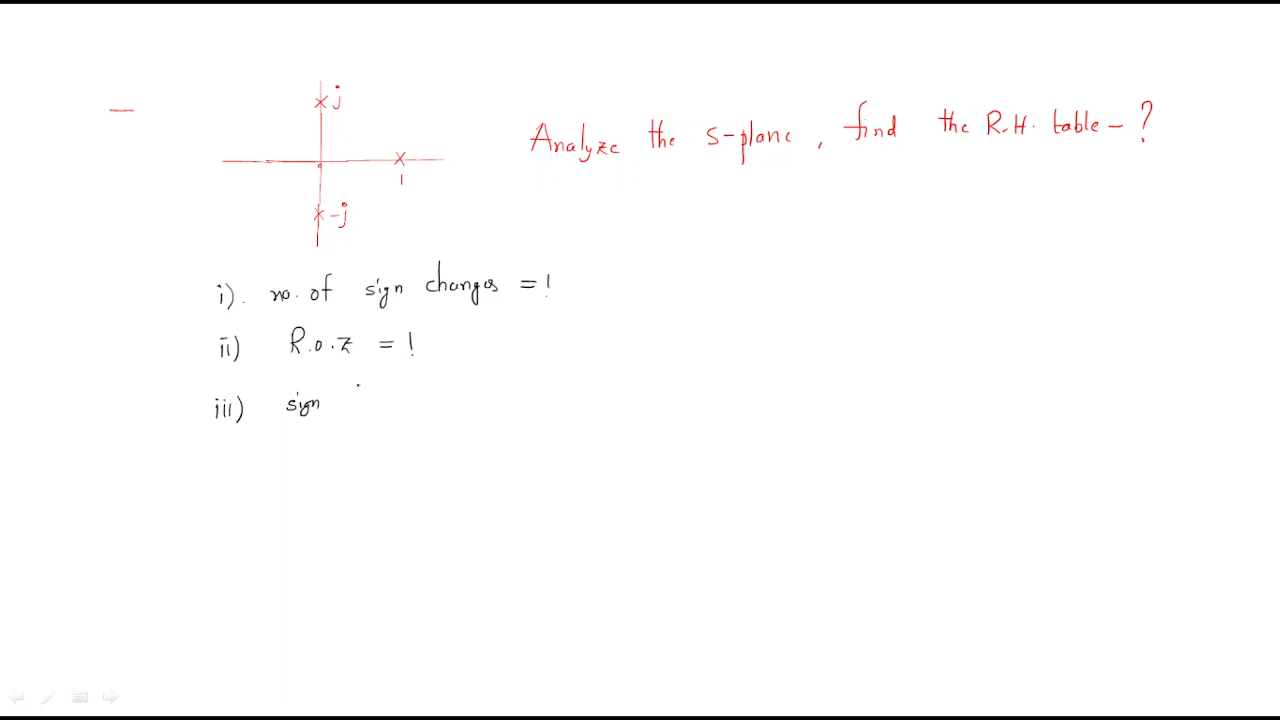 j
Analyze the s-plane, find the R.H. table - ?
1
-j
i). no. of sign changes = 1
ii) R.O.Z = 1
iii) sign